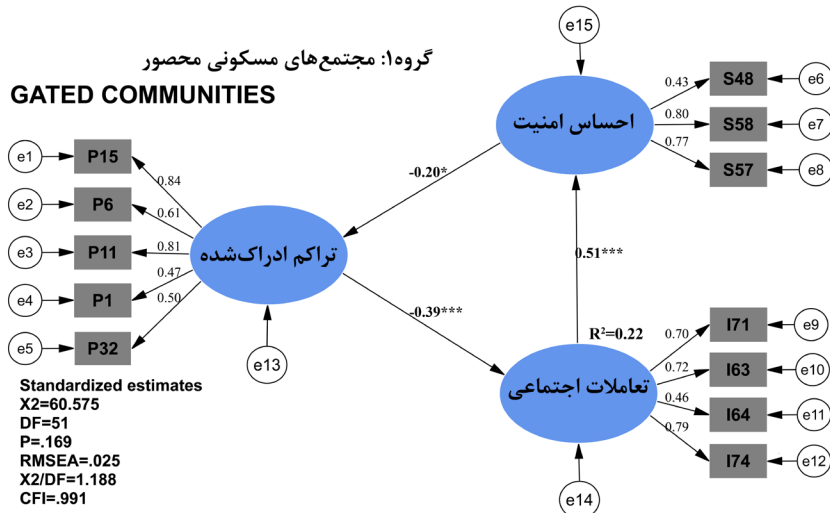 گروه۱: مجتمع‌های مسکونی محصور
GATED COMMUNITIES
e15
احساس امنیت
0.43
S48
e6
0.80
S58
e7
0.77
S57
e8
e1
P15
0.84
e2
P6
0.61
e3
P11
0.81
e4
P1
0.47
e5
P32
0.50
تراکم ادراک‌شده
e13
-0.20*
0.51***
-0.39***
R²=0.22
تعاملات اجتماعی
e14
0.70
I71
e9
0.72
I63
e10
0.46
I64
e11
0.79
I74
e12
Standardized estimates
X2=60.575
DF=51
P=.169
RMSEA=.025
X2/DF=1.188
CFI=.991